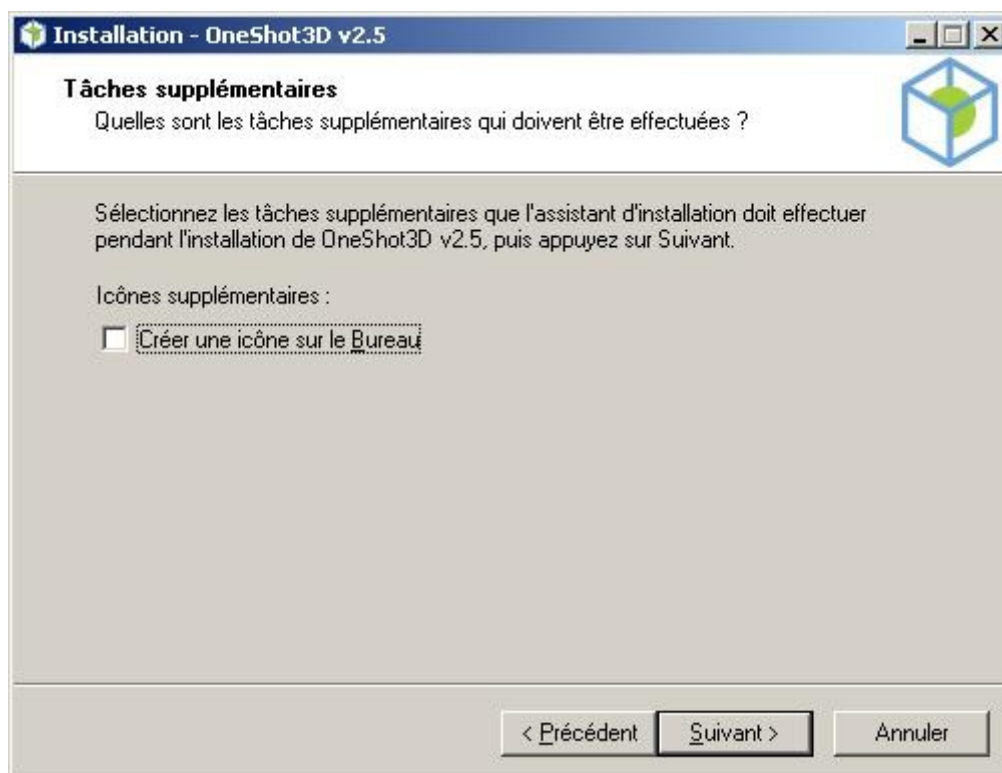 Installation - OneShot3D v2.5
Tâches supplémentaires
Quelles sont les tâches supplémentaires qui doivent être effectuées ?
Sélectionnez les tâches supplémentaires que l'assistant d'installation doit effectuer
pendant l'installation de OneShot3D v2.5, puis appuyez sur Suivant.
Icônes supplémentaires :
Créer une icône sur le Bureau
< Précédent Suivant > Annuler